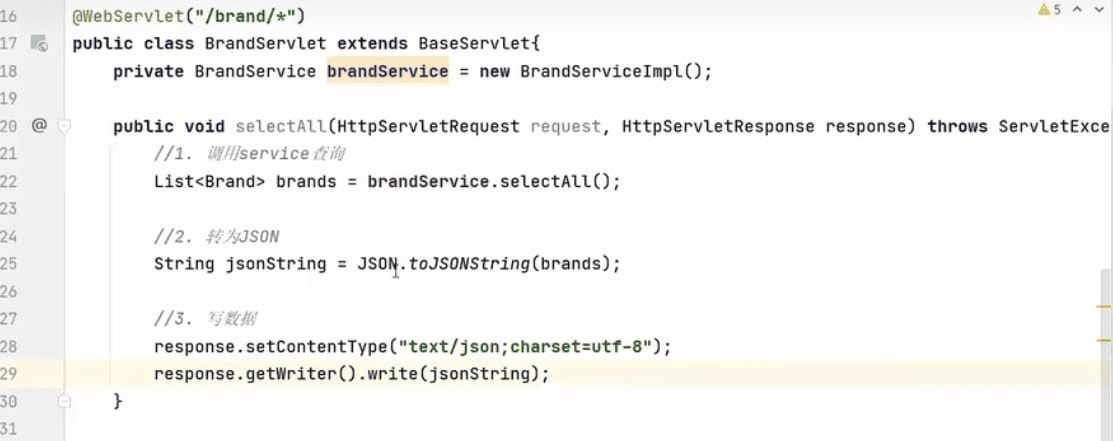 5
16 @WebServlet("/brand/*")
17 public class BrandServlet extends BaseServlet{
18 private BrandService brandService = new BrandServiceImpl();
19
20 @ public void selectAll(HttpServletRequest request, HttpServletResponse response) throws ServletExce
21 //1. 调用service查询
22 List<Brand> brands = brandService.selectAll();
23
24 //2. 转为JSON
25 String jsonString = JSON.toJSONString(brands);
26
27 //3. 写数据
28 response.setContentType("text/json;charset=utf-8");
29 response.getWriter().write(jsonString);
30 }
31